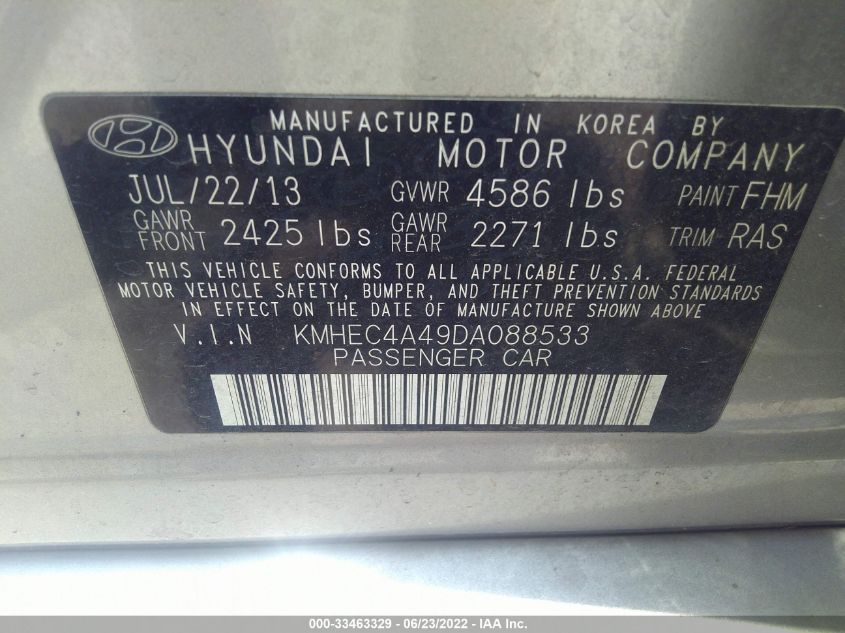 MANUFACTURED IN KOREA BY
HYUNDAI MOTOR COMPANY
JUL/22/13 GVWR 4586 lbs PAINT FHM
GAWR FRONT 2425 lbs GAWR REAR 2271 lbs TRIM RAS
THIS VEHICLE CONFORMS TO ALL APPLICABLE U.S.A. FEDERAL
MOTOR VEHICLE SAFETY, BUMPER, AND THEFT PREVENTION STANDARDS
IN EFFECT ON THE DATE OF MANUFACTURE SHOWN ABOVE
V.I.N KMHEC4A49DA088533
PASSENGER CAR
000-33463329 - 06/23/2022 - IAA Inc.